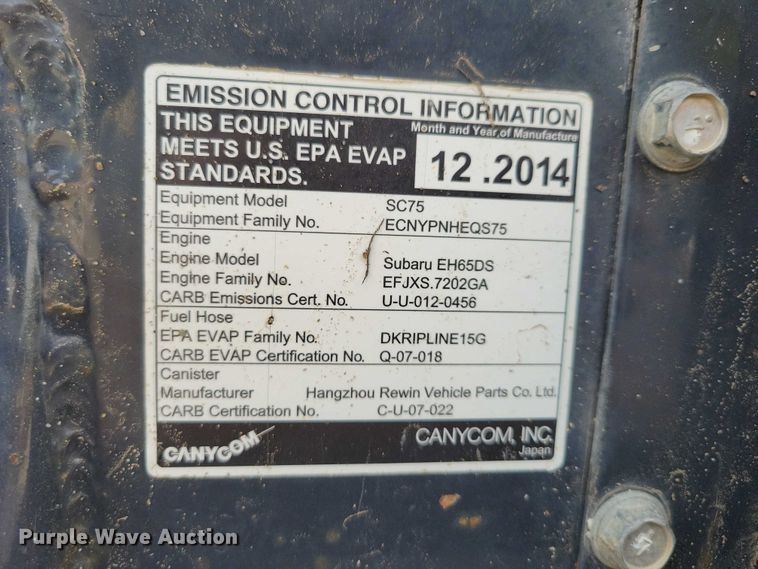 EMISSION CONTROL INFORMATION
THIS EQUIPMENT
MEETS U.S. EPA EVAP
STANDARDS.
Month and Year of Manufacture
12 .2014
Equipment Model SC75
Equipment Family No. ECNYPNHEQS75
Engine
Engine Model Subaru EH65DS
Engine Family No. EFJXS.7202GA
CARB Emissions Cert. No. U-U-012-0456
Fuel Hose
EPA EVAP Family No. DKRIPLINE15G
CARB EVAP Certification No. Q-07-018
Canister
Manufacturer Hangzhou Rewin Vehicle Parts Co. Ltd.
CARB Certification No. C-U-07-022
CANYCOM CANYCOM, INC.
Japan
Purple Wave Auction